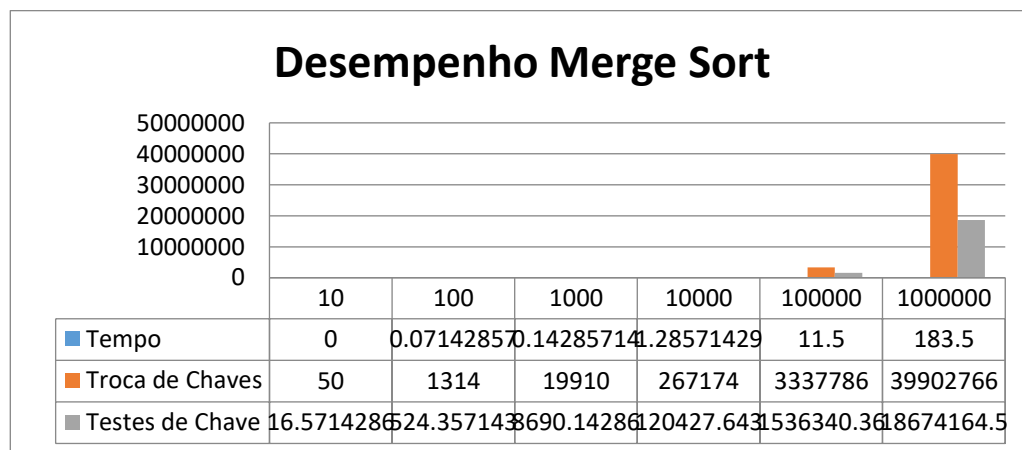 Desempenho Merge Sort
50000000
40000000
30000000
20000000
10000000
0
10 100 1000 10000 100000 1000000
Tempo 0 0.07142857 0.14285714 1.28571429 11.5 183.5
Troca de Chaves 50 1314 19910 267174 3337786 39902766
Testes de Chave 16.5714286 524.357143 8690.14286 120427.643 1536340.36 18674164.5